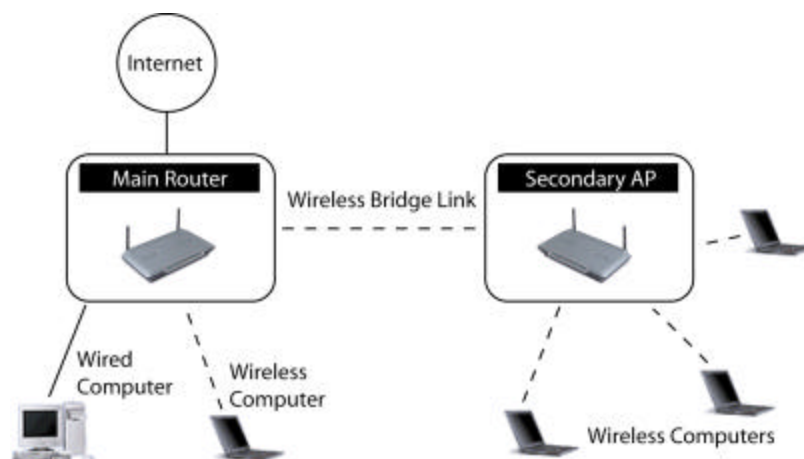 Internet
Main Router
Wireless Bridge Link
Secondary AP
Wired
Computer
Wireless
Computer
Wireless Computers